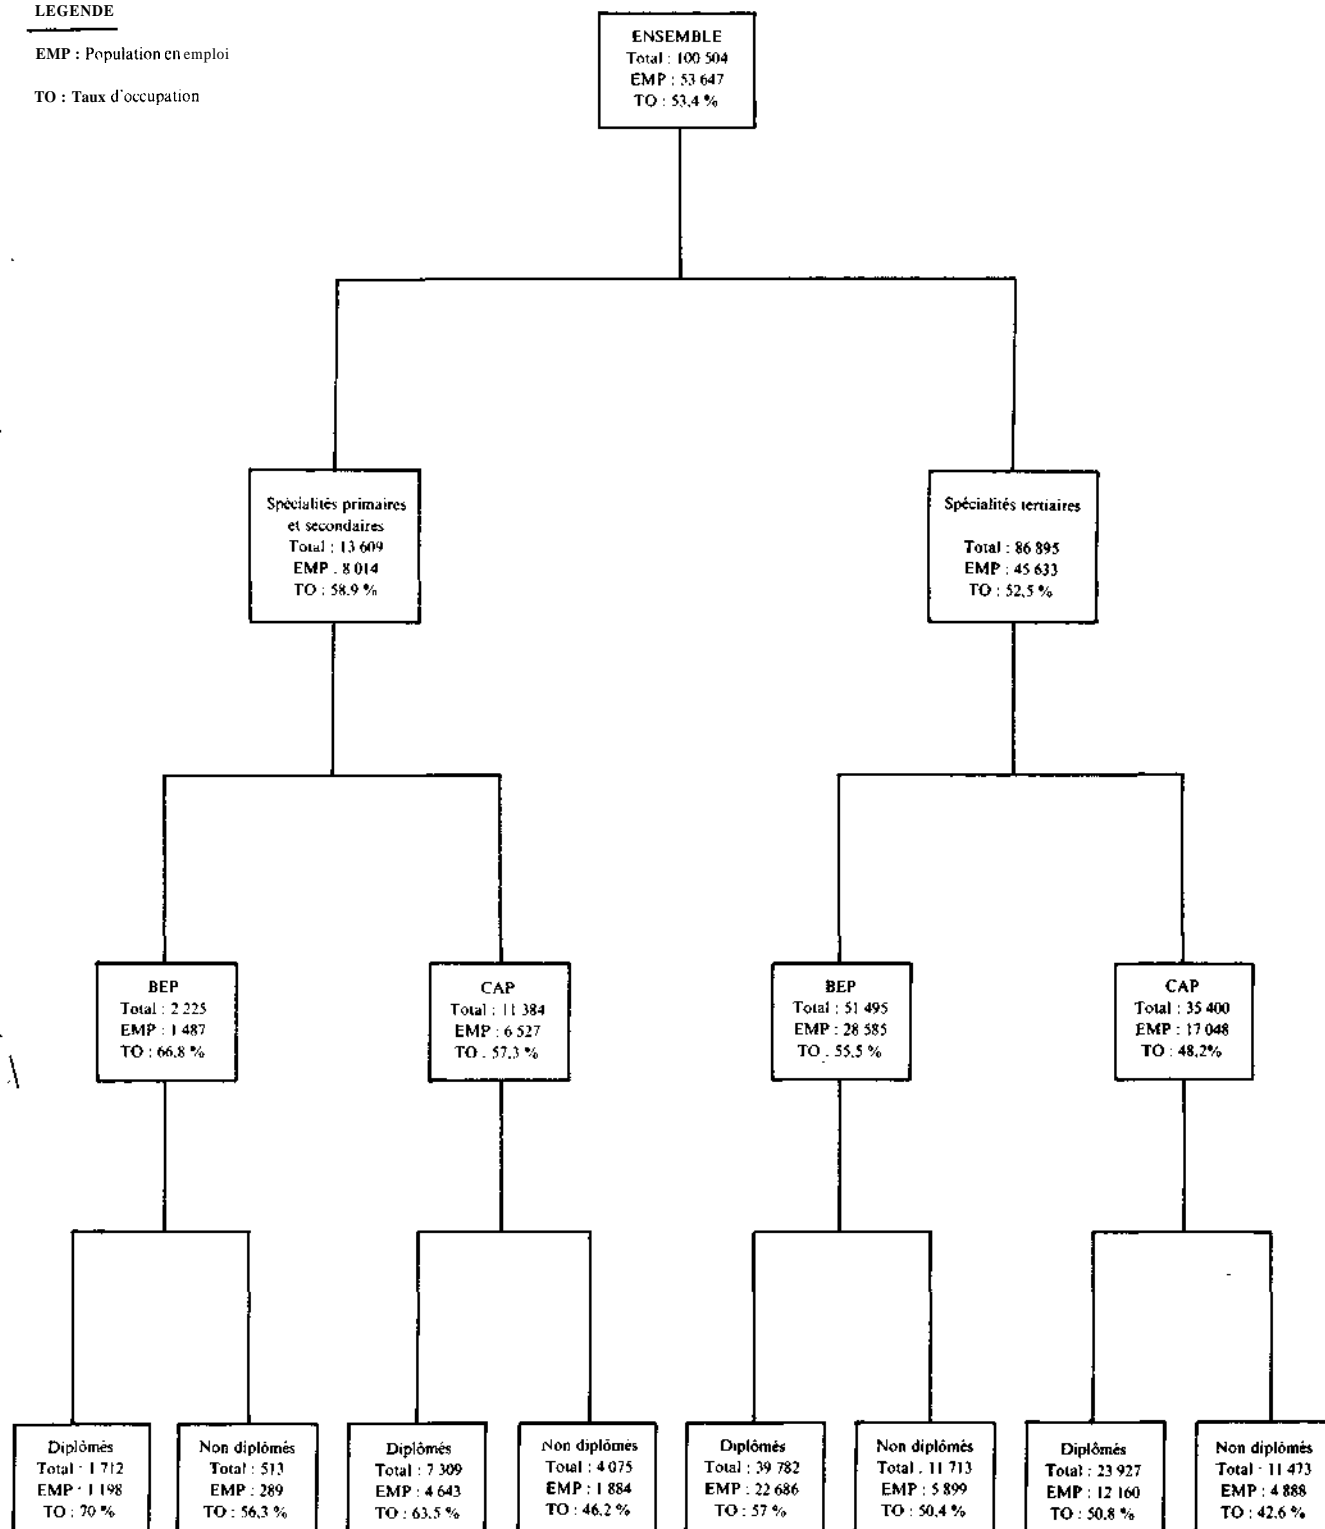 LEGENDE
EMP : Population en emploi
TO : Taux d'occupation
ENSEMBLE
Total : 100 504
EMP : 53 647
TO : 53,4 %
Spécialités primaires
et secondaires
Total : 13 609
EMP . 8 014
TO : 58.9 %
Spécialités tertiaires
Total : 86 895
EMP : 45 633
TO : 52,5 %
BEP
Total : 2 225
EMP : 1 487
TO : 66,8 %
CAP
Total : 11 384
EMP : 6 527
TO . 57,3 %
BEP
Total : 51 495
EMP : 28 585
TO . 55,5 %
CAP
Total : 35 400
EMP : 17 048
TO : 48,2%
Diplômés
Total : 1 712
EMP : 1 198
TO : 70 %
Non diplômés
Total : 513
EMP : 289
TO : 56,3 %
Diplômés
Total : 7 309
EMP : 4 643
TO : 63.5 %
Non diplômés
Total : 4 075
EMP : 1 884
TO : 46.2 %
Diplômés
Total : 39 782
EMP : 22 686
TO : 57 %
Non diplômés
Total . 11 713
EMP : 5 899
TO : 50,4 %
Diplômés
Total : 23 927
EMP : 12 160
TO : 50.8 %
Non diplômés
Total : 11 473
EMP : 4 888
TO : 42.6 %